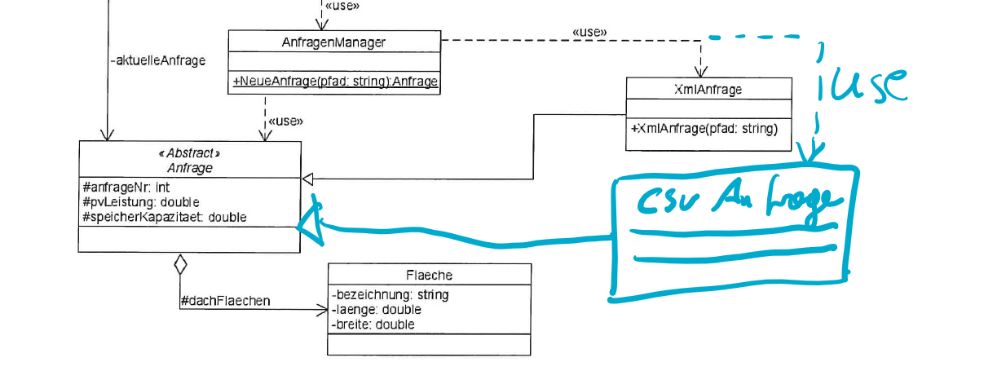 «use»
AnfragenManager
+NeueAnfrage(pfad: string):Anfrage
«use»
use
-aktuelleAnfrage
XmlAnfrage
+XmlAnfrage(pfad: string)
«use»
«Abstract»
Anfrage
#anfrageNr: int
#pvLeistung: double
#speicherKapazitaet: double
csv Anfrage
#dachFlaechen
Flaeche
-bezeichnung: string
-laenge: double
-breite: double